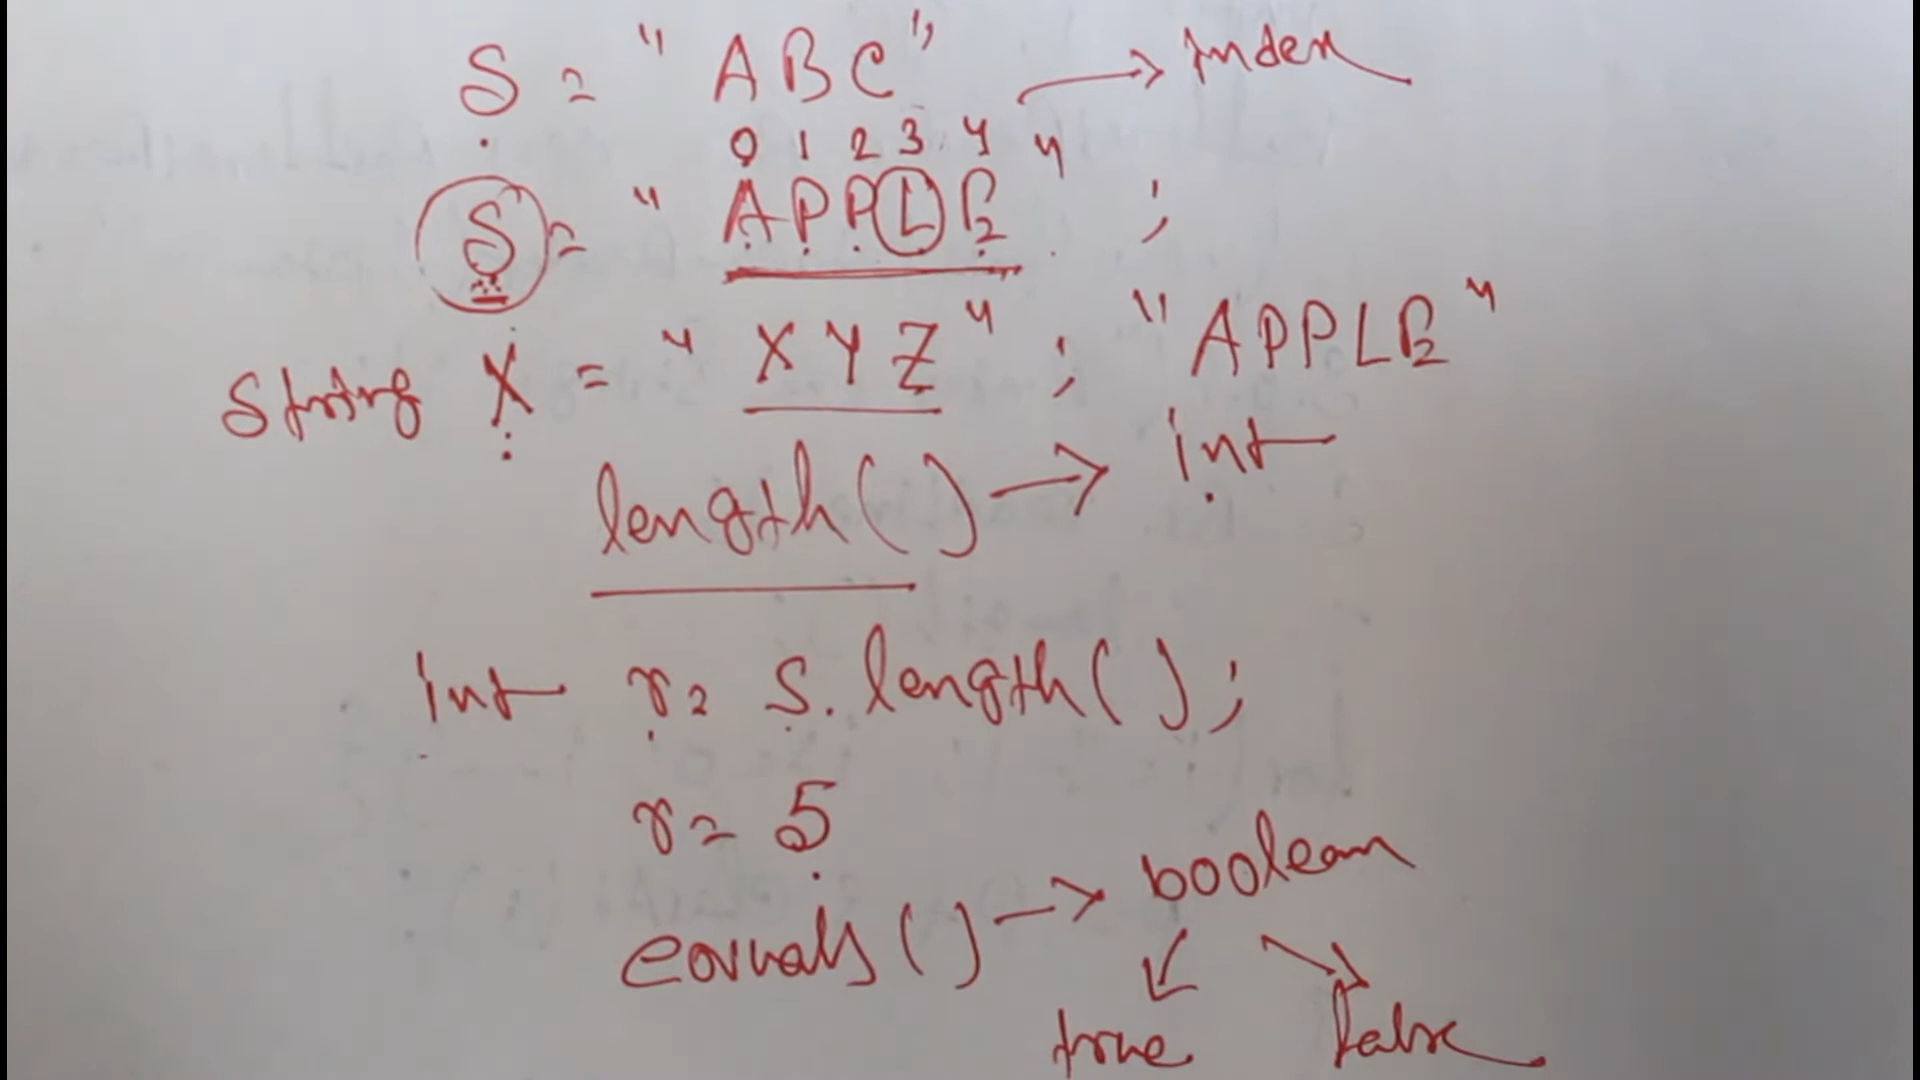 S = "ABC" → index
0 1 2 3 4
S = "APPLE" ;
String X = "XYZ" ; "APPLE"
length() → int
int r= s.length();
r= 5
equals() → boolean
true false